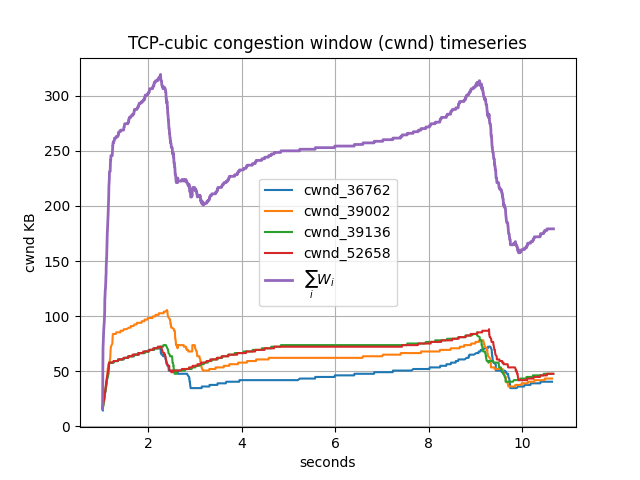 TCP-cubic congestion window (cwnd) timeseries
cwnd KB
300
250
200
150
100
50
0
cwnd_36762
cwnd_39002
cwnd_39136
cwnd_52658
∑ᵢ Wᵢ
2 4 6 8 10
seconds